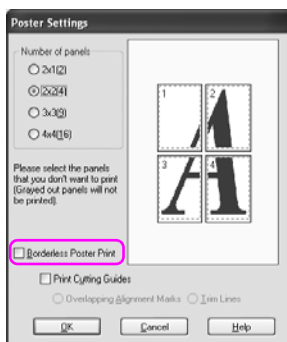 Poster Settings
Number of panels
2x1(2)
2x2(4)
3x3(9)
4x4(16)
1
2
3
4
Please select the panels
that you don't want to print
(Grayed out panels will not
be printed).
Borderless Poster Print
Print Cutting Guides
Overlapping Alignment Marks
Trim Lines
OK
Cancel
Help